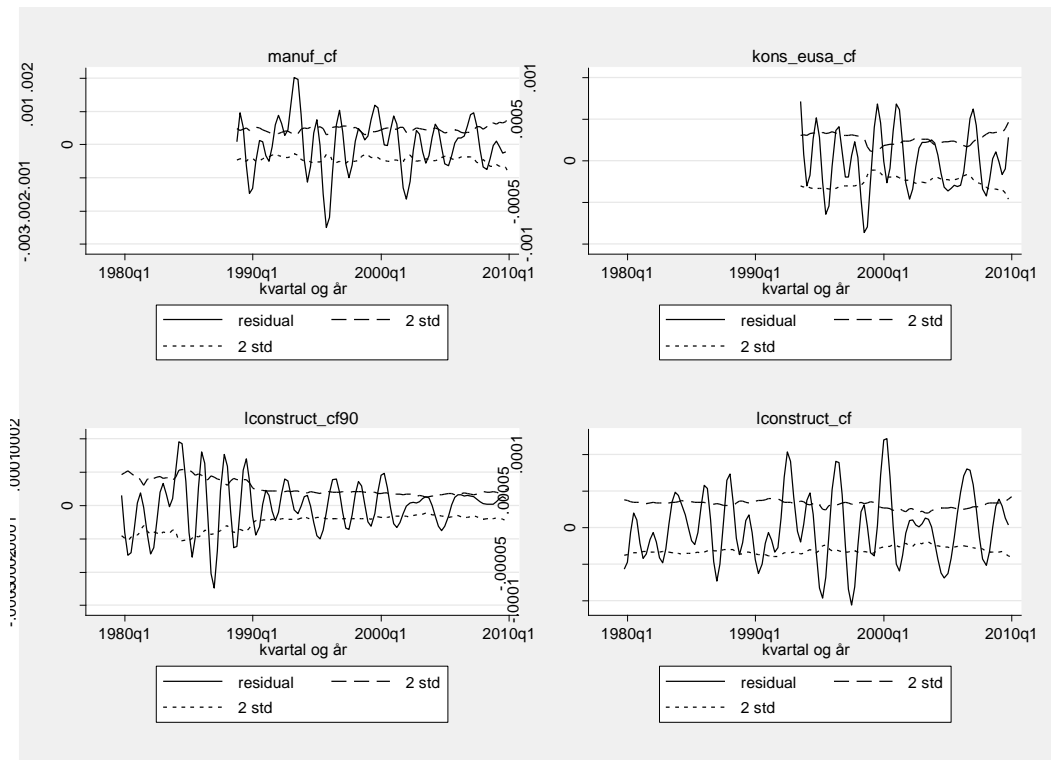 manuf_cf
-.003-.002-.001 0 .001 .002
1980q1 1990q1 2000q1 2010q1
kvartal og år
residual 2 std
2 std
kons_eusa_cf
-.001 -.0005 0 .0005 .001
1980q1 1990q1 2000q1 2010q1
kvartal og år
residual 2 std
2 std
lconstruct_cf90
0
1980q1 1990q1 2000q1 2010q1
kvartal og år
residual 2 std
2 std
lconstruct_cf
-.0001 -.00005 0 .00005 .0001
1980q1 1990q1 2000q1 2010q1
kvartal og år
residual 2 std
2 std